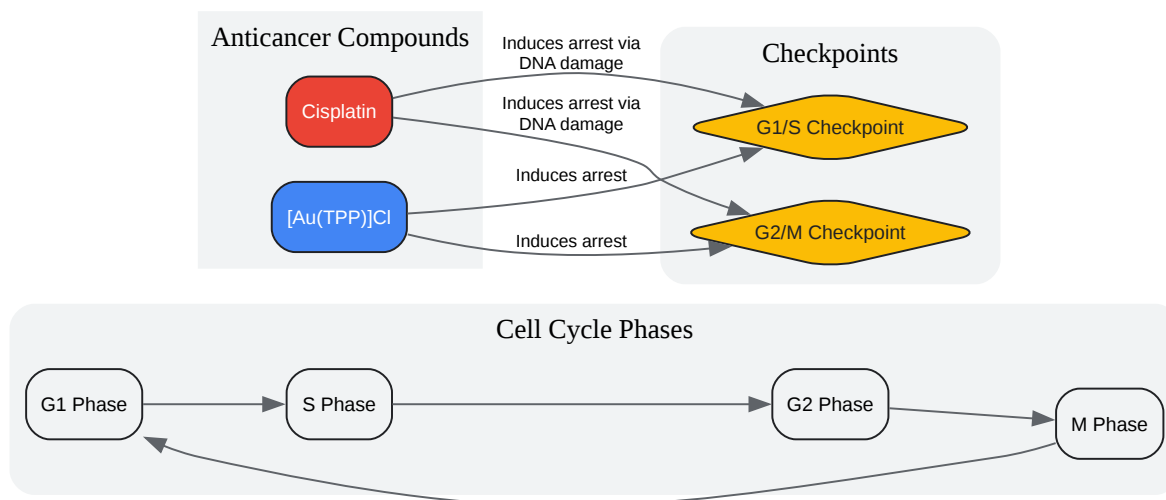 Anticancer Compounds
Checkpoints
Induces arrest via
DNA damage
Cisplatin
Induces arrest via
DNA damage
G1/S Checkpoint
Induces arrest
[Au(TPP)]Cl
G2/M Checkpoint
Induces arrest
Cell Cycle Phases
G1 Phase
S Phase
G2 Phase
M Phase